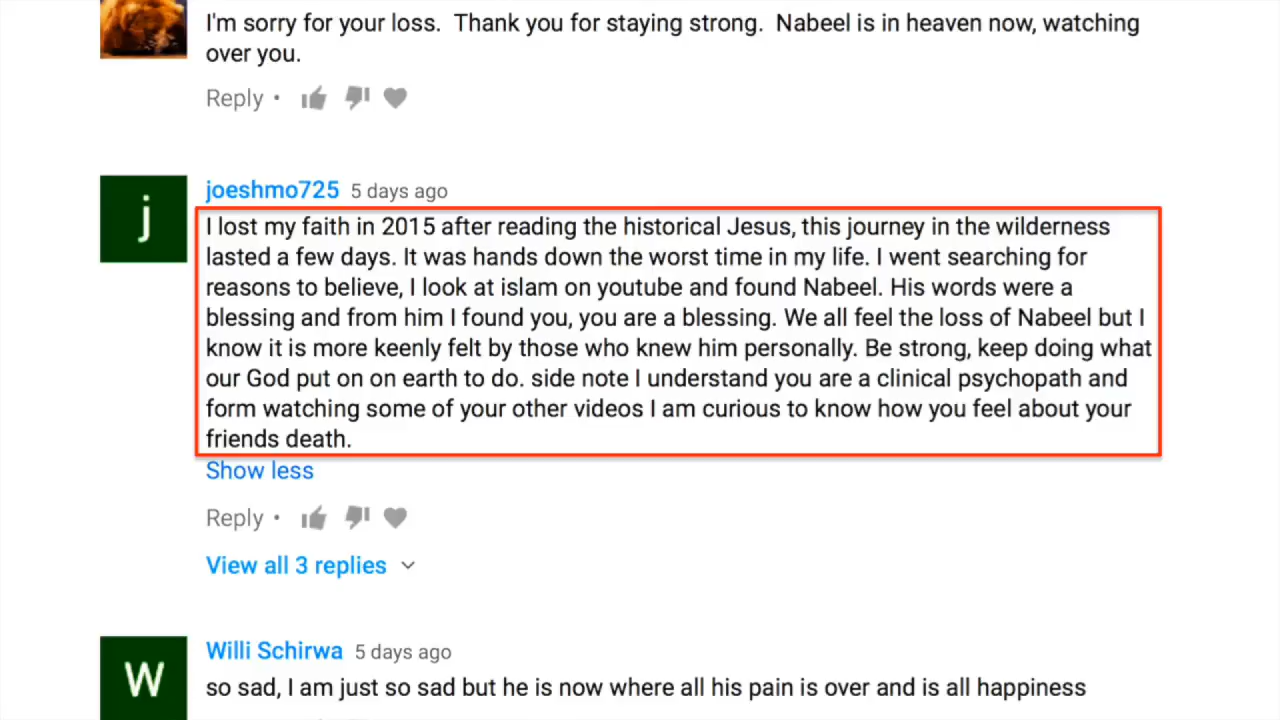 I'm sorry for your loss.  Thank you for staying strong.  Nabeel is in heaven now, watching
over you.
Reply •
j
joeshmo725 5 days ago
I lost my faith in 2015 after reading the historical Jesus, this journey in the wilderness
lasted a few days. It was hands down the worst time in my life. I went searching for
reasons to believe, I look at islam on youtube and found Nabeel. His words were a
blessing and from him I found you, you are a blessing. We all feel the loss of Nabeel but I
know it is more keenly felt by those who knew him personally. Be strong, keep doing what
our God put on on earth to do. side note I understand you are a clinical psychopath and
form watching some of your other videos I am curious to know how you feel about your
friends death.
Show less
Reply •
View all 3 replies
W
Willi Schirwa 5 days ago
so sad, I am just so sad but he is now where all his pain is over and is all happiness